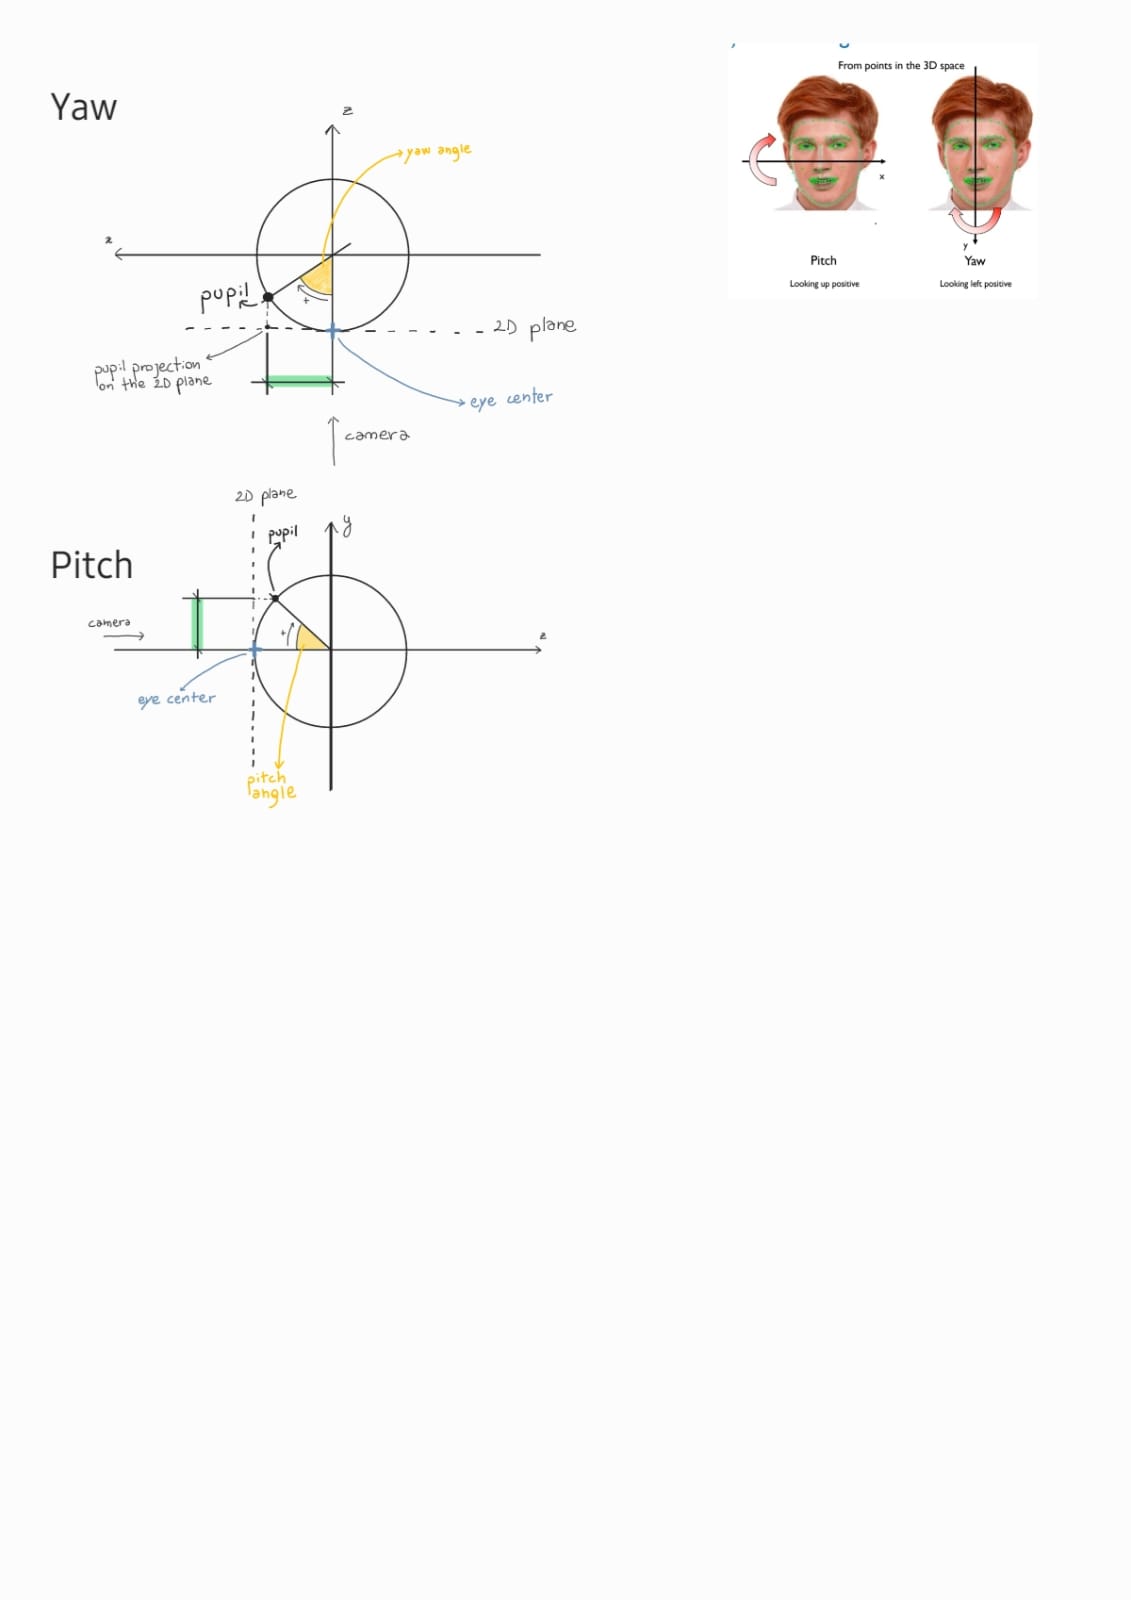 Yaw
z
yaw angle
x
pupil
+
2D plane
pupil projection
on the 2D plane
eye center
camera
2D plane
pupil
y
Pitch
camera
+
z
eye center
pitch
angle
From points in the 3D space
x
y
Pitch
Yaw
Looking up positive
Looking left positive